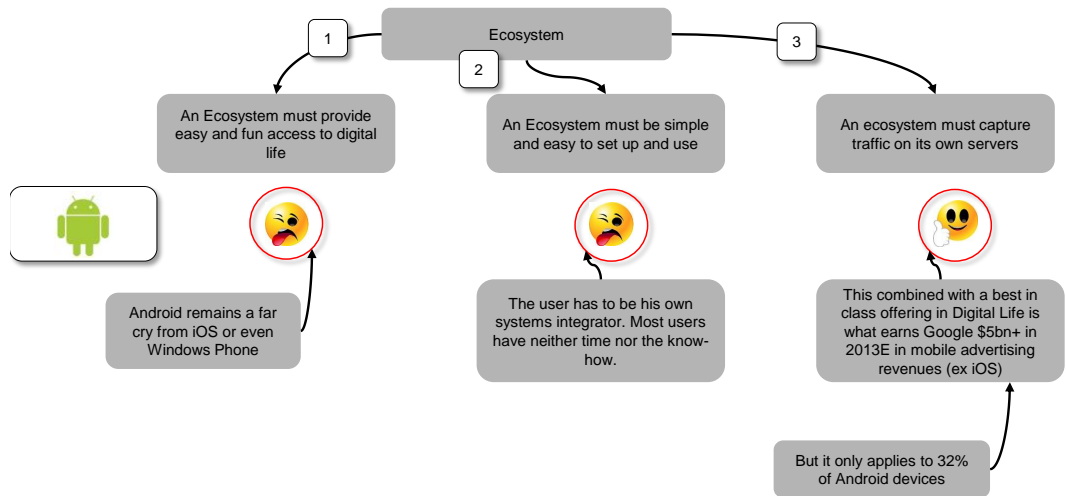 Ecosystem
1
2
3
An Ecosystem must provide
easy and fun access to digital
life
An Ecosystem must be simple
and easy to set up and use
An ecosystem must capture
traffic on its own servers
Android remains a far
cry from iOS or even
Windows Phone
The user has to be his own
systems integrator. Most users
have neither time nor the know-
how.
This combined with a best in
class offering in Digital Life is
what earns Google $5bn+ in
2013E in mobile advertising
revenues (ex iOS)
But it only applies to 32%
of Android devices